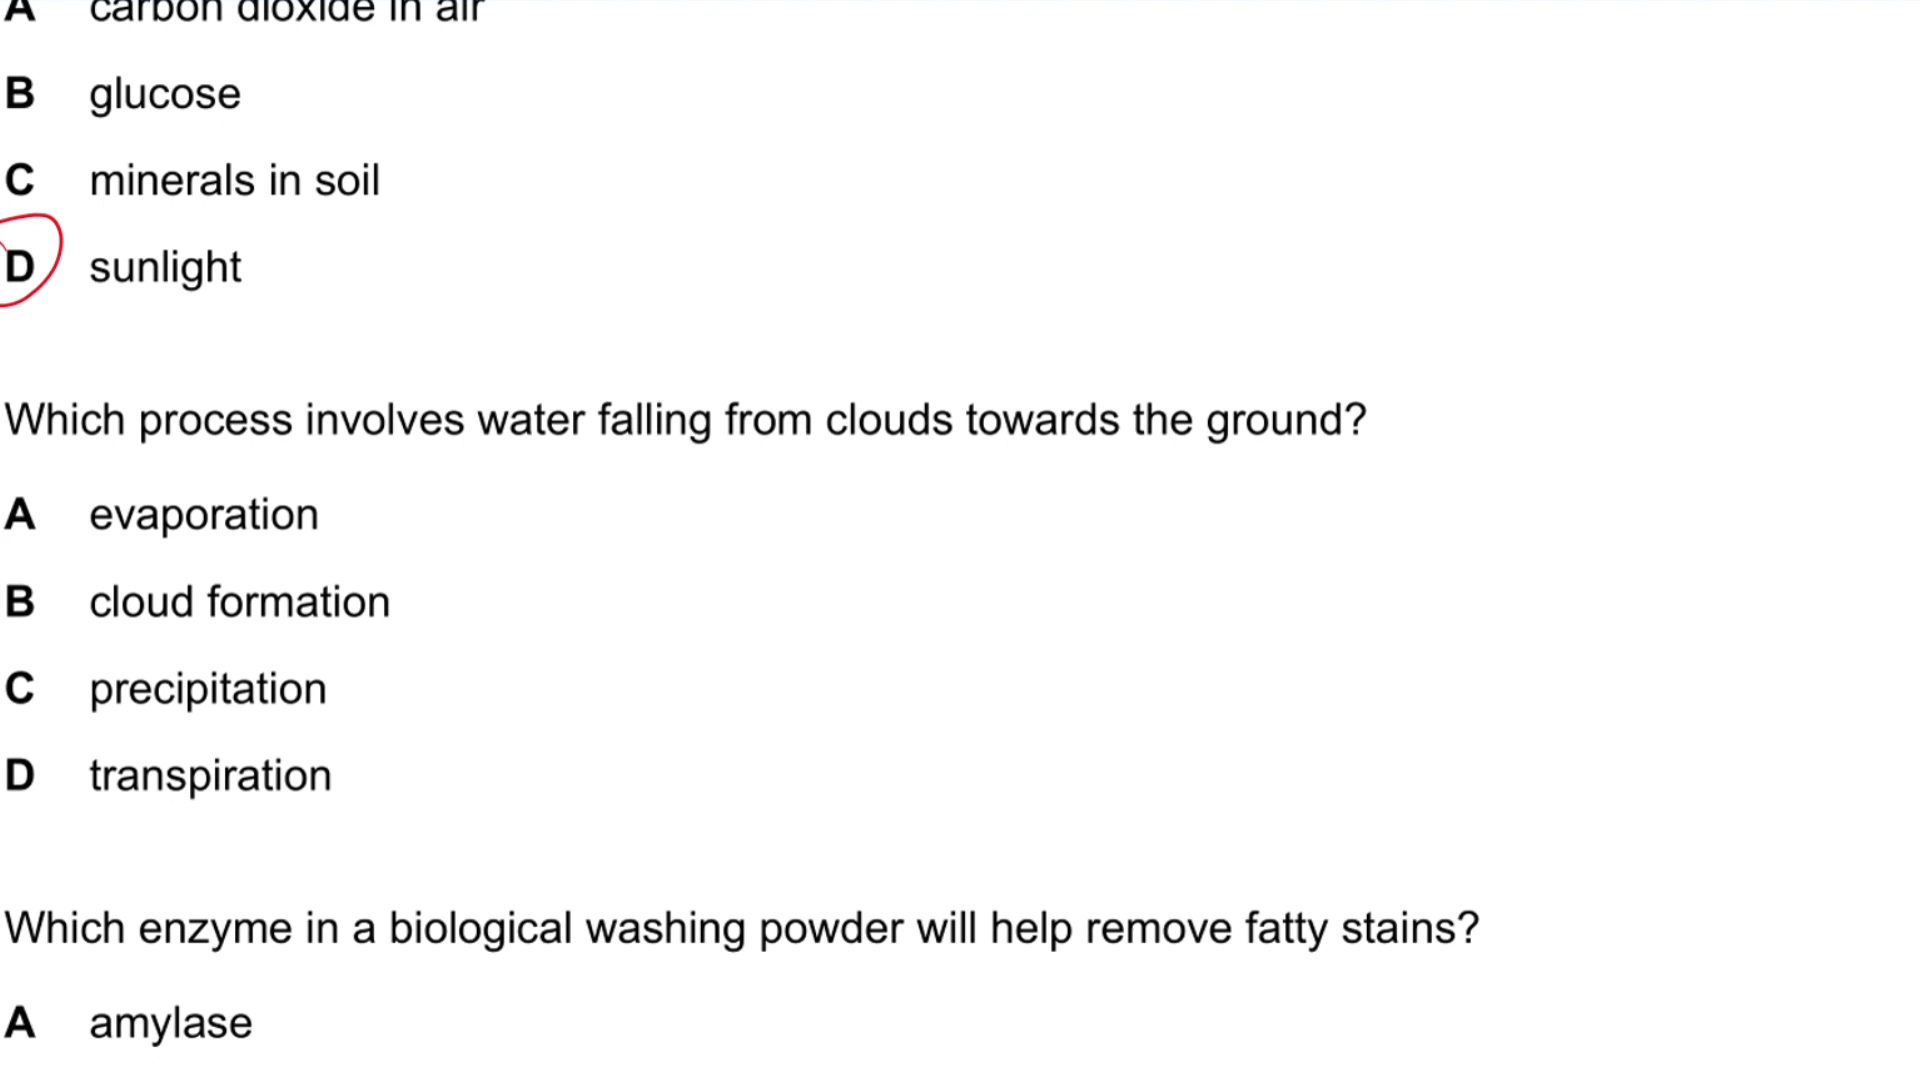 A carbon dioxide in air
B glucose
C minerals in soil
D sunlight
Which process involves water falling from clouds towards the ground?
A evaporation
B cloud formation
C precipitation
D transpiration
Which enzyme in a biological washing powder will help remove fatty stains?
A amylase